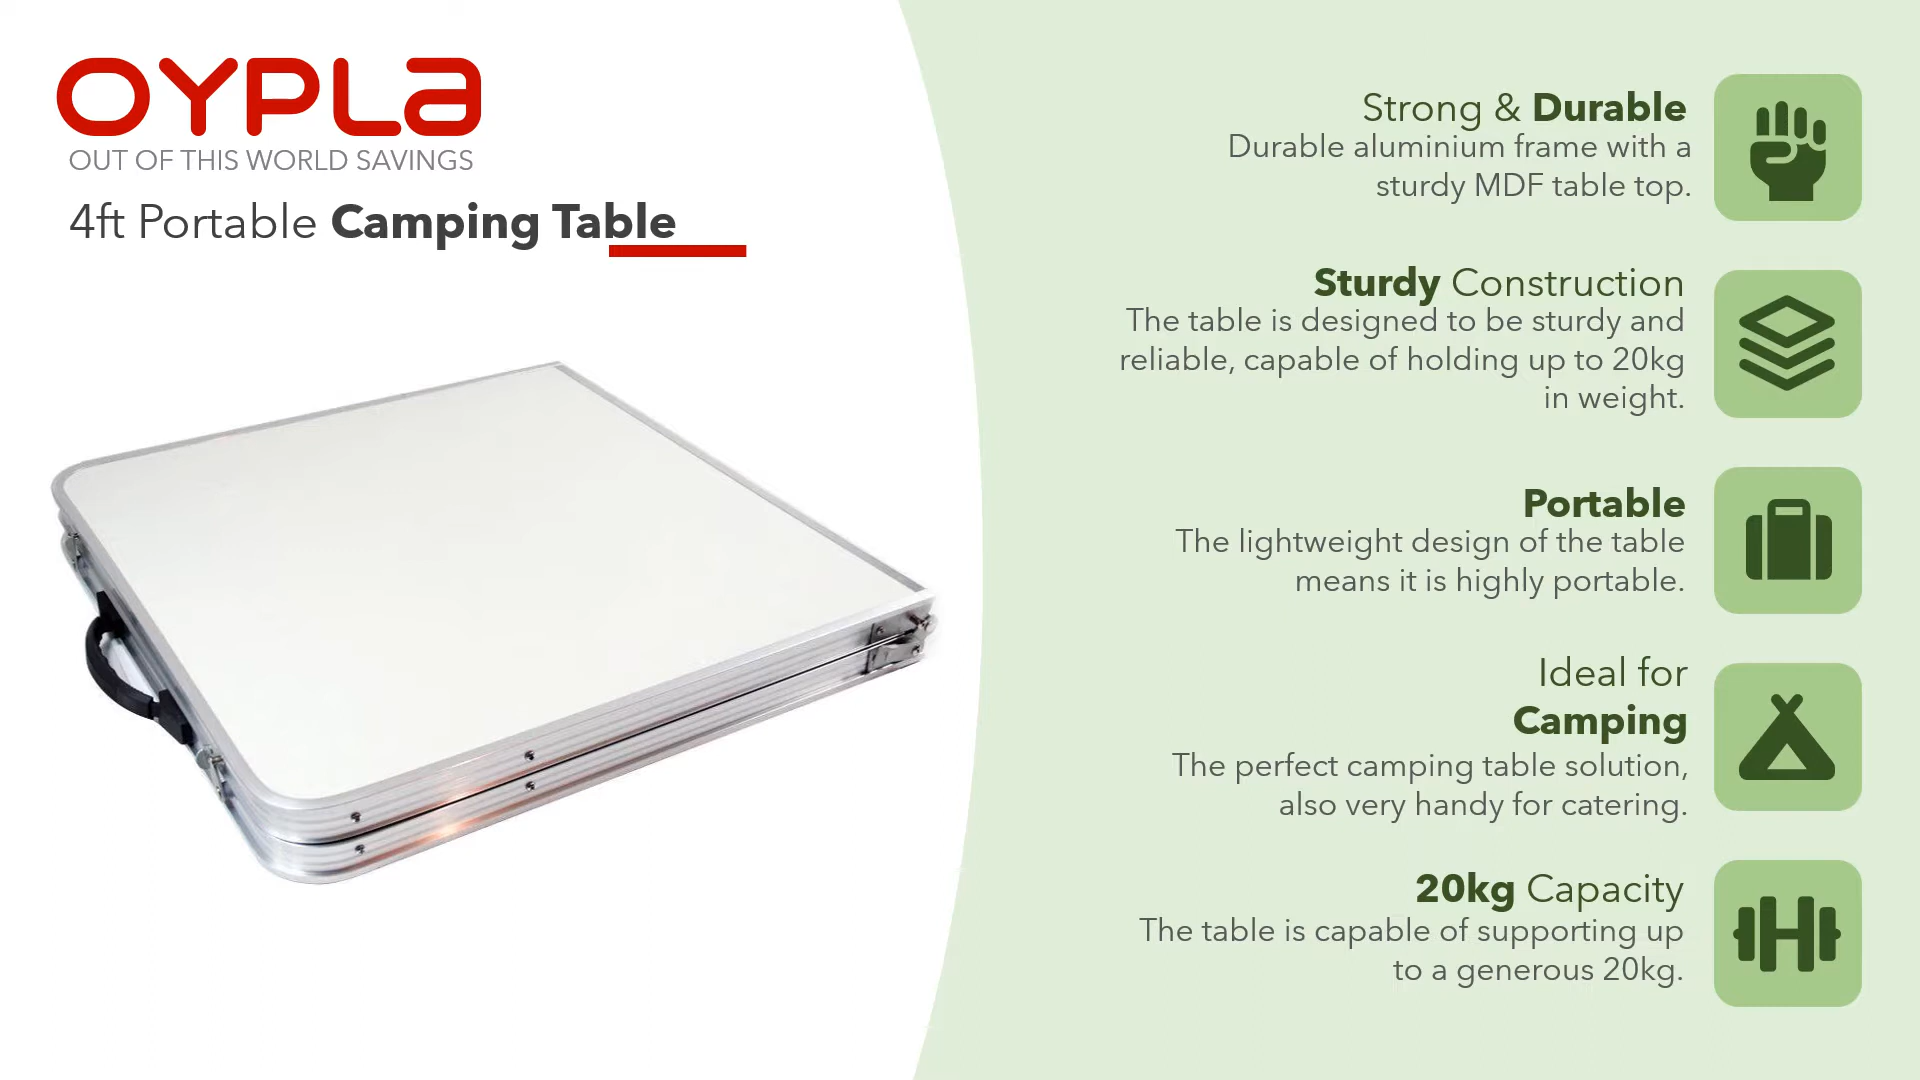 OYPLA
OUT OF THIS WORLD SAVINGS
4ft Portable Camping Table
Strong & Durable
Durable aluminium frame with a
sturdy MDF table top.
Sturdy Construction
The table is designed to be sturdy and
reliable, capable of holding up to 20kg
in weight.
Portable
The lightweight design of the table
means it is highly portable.
Ideal for
Camping
The perfect camping table solution,
also very handy for catering.
20kg Capacity
The table is capable of supporting up
to a generous 20kg.